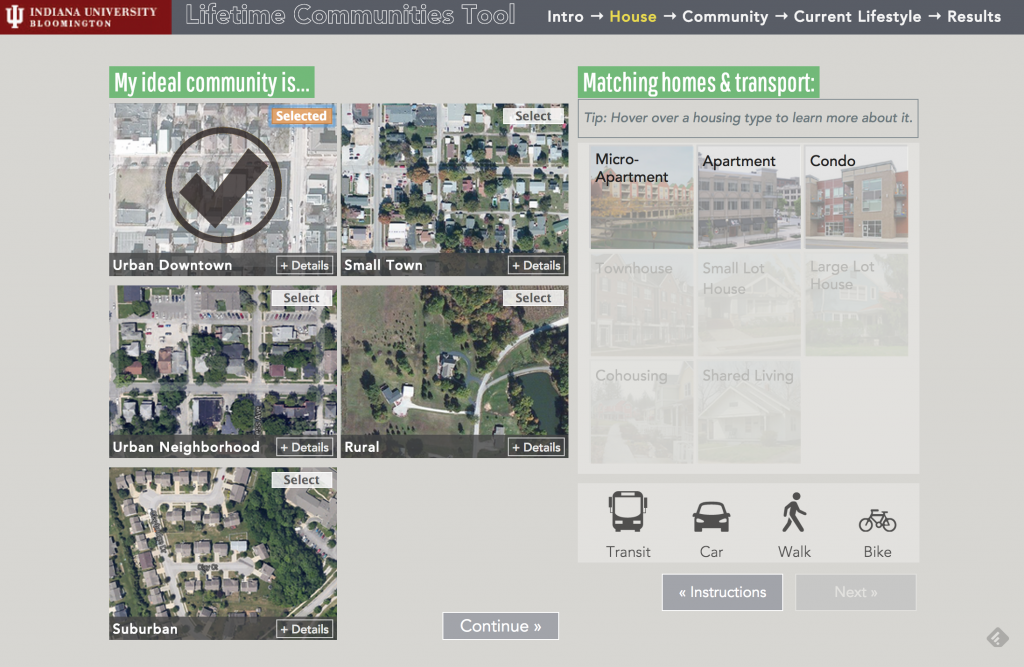 INDIANA UNIVERSITY
BLOOMINGTON
Lifetime Communities Tool
Intro → House → Community → Current Lifestyle → Results
My ideal community is...
Selected
Urban Downtown
+ Details
Select
Small Town
+ Details
Select
Urban Neighborhood
+ Details
Select
Rural
+ Details
Select
Suburban
+ Details
Continue »
Matching homes & transport:
Tip: Hover over a housing type to learn more about it.
Micro-
Apartment
Apartment
Condo
Townhouse
Small Lot
House
Large Lot
House
Cohousing
Shared Living
Transit
Car
Walk
Bike
« Instructions
Next »